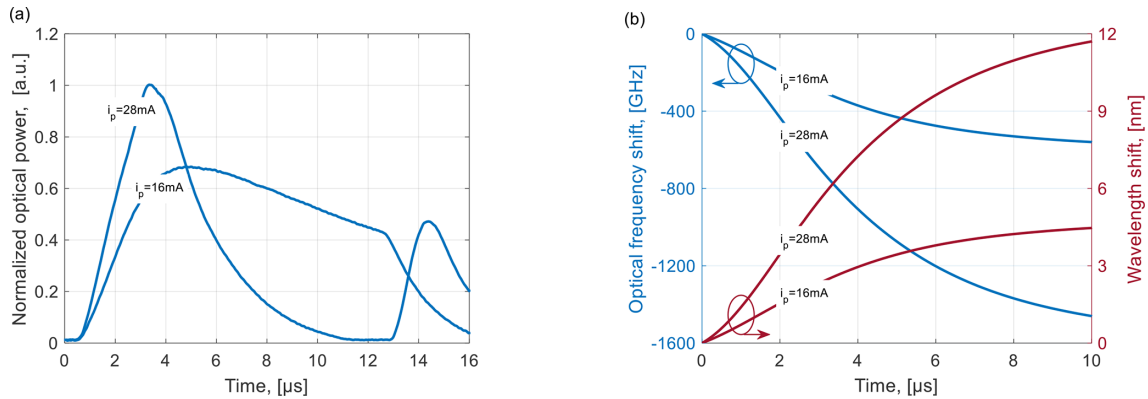 (a)
Normalized optical power, [a.u.]
1.2
1
0.8
0.6
0.4
0.2
0
i_p=28mA
i_p=16mA
0 2 4 6 8 10 12 14 16
Time, [µs]
(b)
Optical frequency shift, [GHz]
0
-400
-800
-1200
-1600
i_p=16mA
i_p=28mA
i_p=28mA
i_p=16mA
12
9
6
3
0
Wavelength shift, [nm]
0 2 4 6 8 10
Time, [µs]